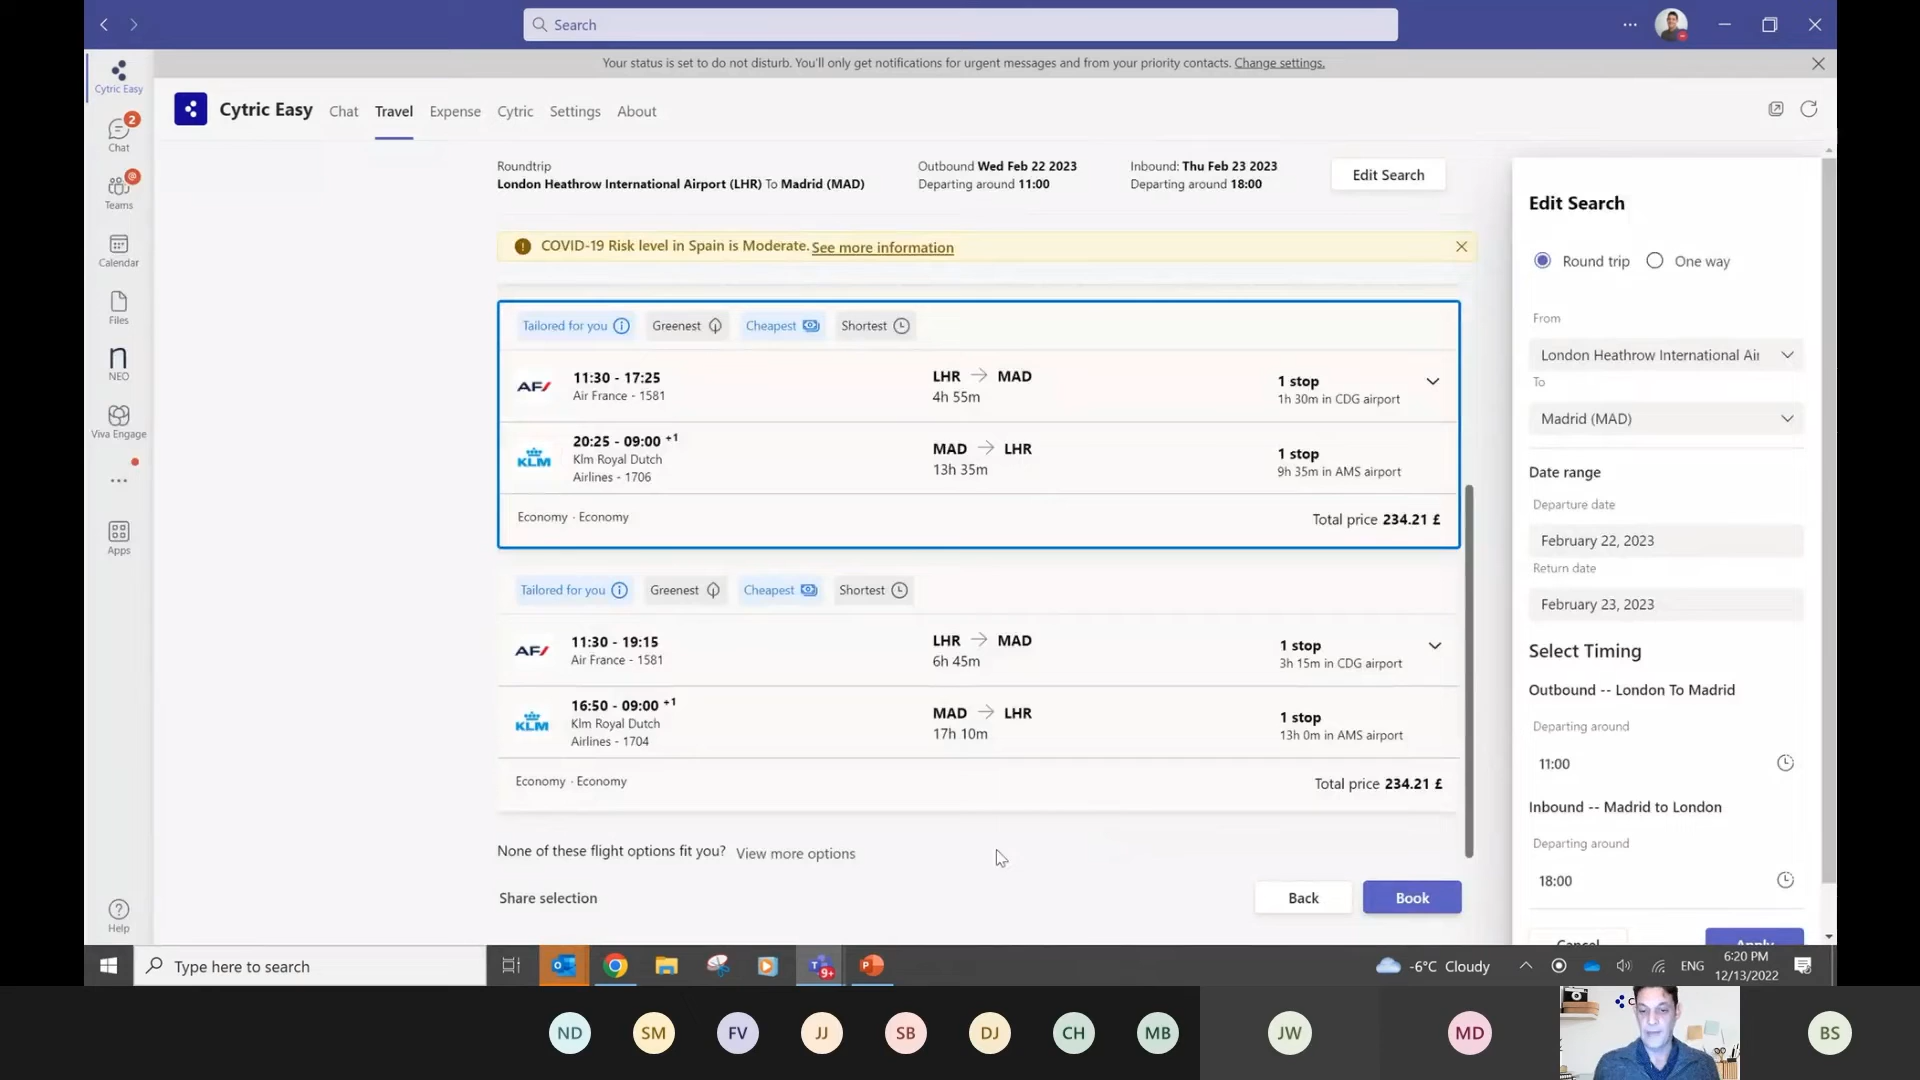 Search
Your status is set to do not disturb. You'll only get notifications for urgent messages and from your priority contacts. Change settings.
Cytric Easy
2
Chat
@
Teams
Calendar
Files
n
NEO
Viva Engage
Apps
Help
Cytric Easy
Chat
Travel
Expense
Cytric
Settings
About
Roundtrip
London Heathrow International Airport (LHR) To Madrid (MAD)
Outbound Wed Feb 22 2023
Departing around 11:00
Inbound: Thu Feb 23 2023
Departing around 18:00
Edit Search
COVID-19 Risk level in Spain is Moderate. See more information
Tailored for you
Greenest
Cheapest
Shortest
AF
11:30 - 17:25
Air France - 1581
LHR → MAD
4h 55m
1 stop
1h 30m in CDG airport
KLM
20:25 - 09:00 +1
Klm Royal Dutch
Airlines - 1706
MAD → LHR
13h 35m
1 stop
9h 35m in AMS airport
Economy · Economy
Total price 234.21 £
Tailored for you
Greenest
Cheapest
Shortest
AF
11:30 - 19:15
Air France - 1581
LHR → MAD
6h 45m
1 stop
3h 15m in CDG airport
KLM
16:50 - 09:00 +1
Klm Royal Dutch
Airlines - 1704
MAD → LHR
17h 10m
1 stop
13h 0m in AMS airport
Economy · Economy
Total price 234.21 £
None of these flight options fit you? View more options
Share selection
Back
Book
Edit Search
Round trip
One way
From
London Heathrow International Air
To
Madrid (MAD)
Date range
Departure date
February 22, 2023
Return date
February 23, 2023
Select Timing
Outbound -- London To Madrid
Departing around
11:00
Inbound -- Madrid to London
Departing around
18:00
Cancel
Apply
Type here to search
9+
-6°C Cloudy
ENG
6:20 PM
12/13/2022
ND
SM
FV
JJ
SB
DJ
CH
MB
JW
MD
BS